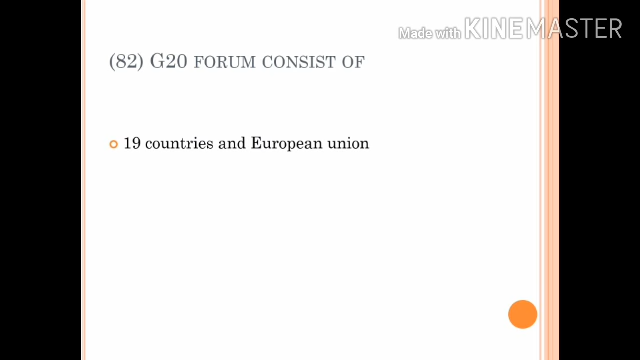 Made with KINEMASTER
(82) G20 FORUM CONSIST OF
19 countries and European union